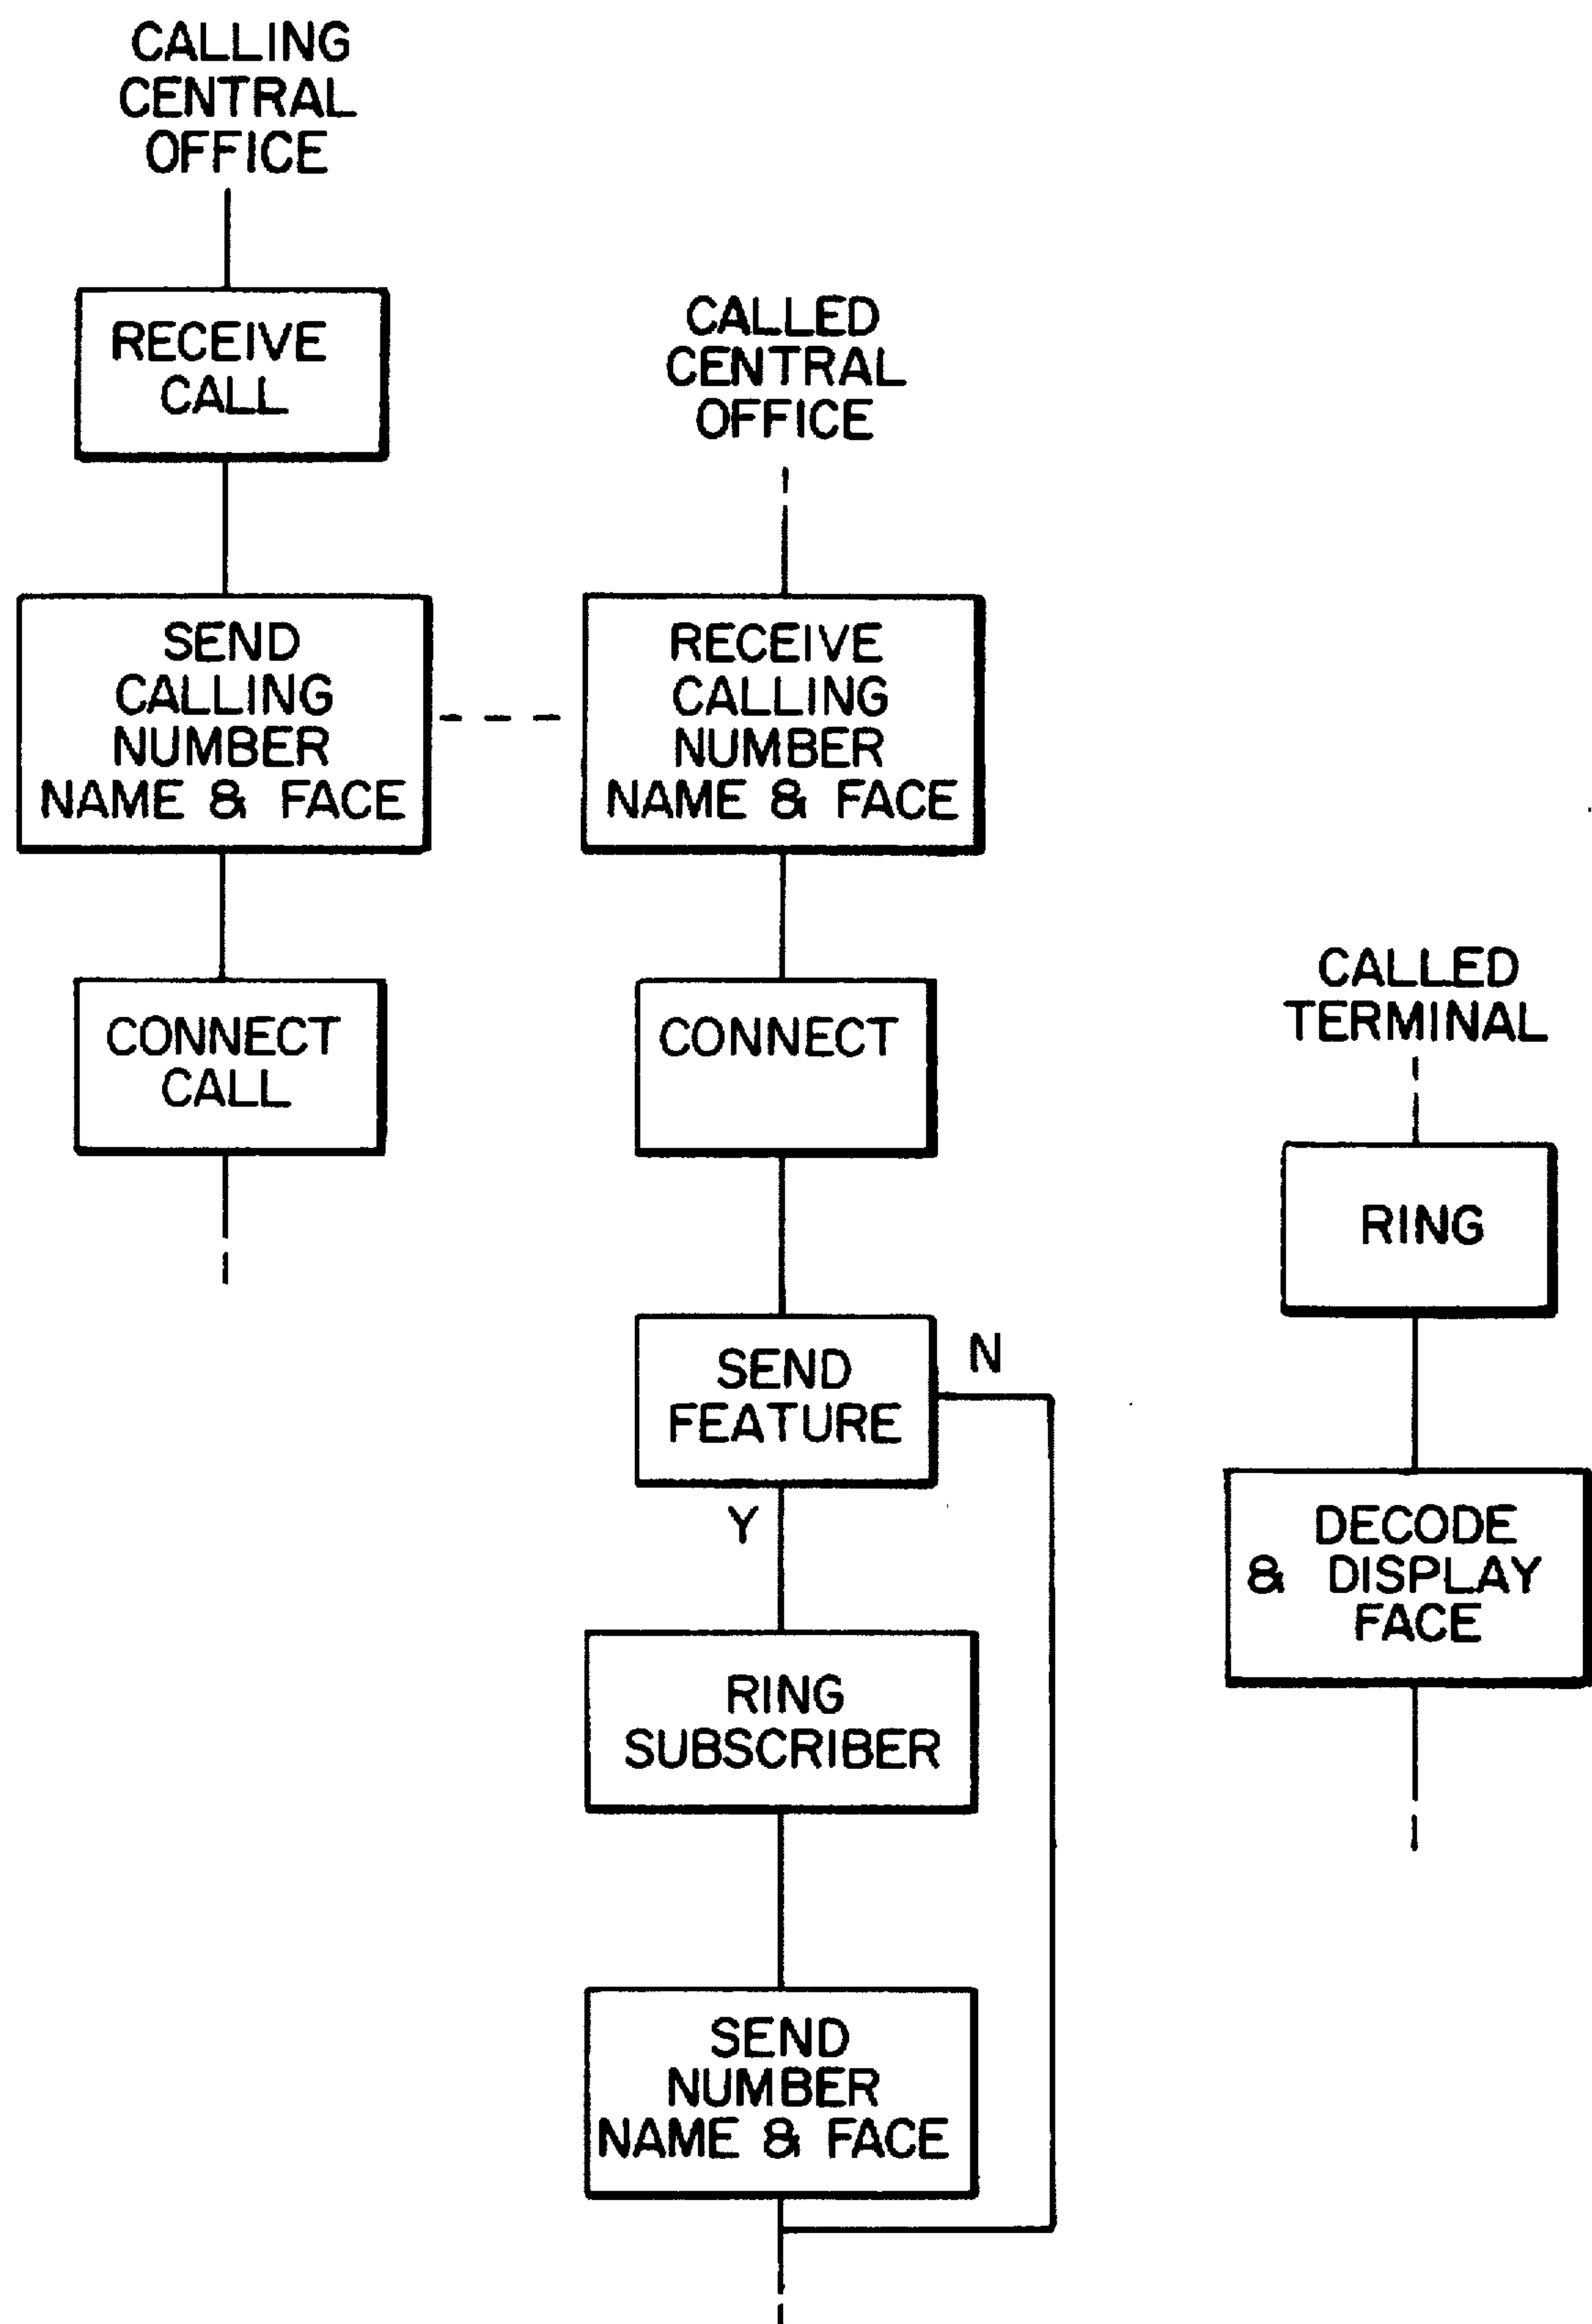 CALLING
CENTRAL
OFFICE
RECEIVE
CALL
SEND
CALLING
NUMBER
NAME & FACE
CONNECT
CALL
CALLED
CENTRAL
OFFICE
RECEIVE
CALLING
NUMBER
NAME & FACE
CONNECT
SEND
FEATURE
N
Y
RING
SUBSCRIBER
SEND
NUMBER
NAME & FACE
CALLED
TERMINAL
RING
DECODE
& DISPLAY
FACE